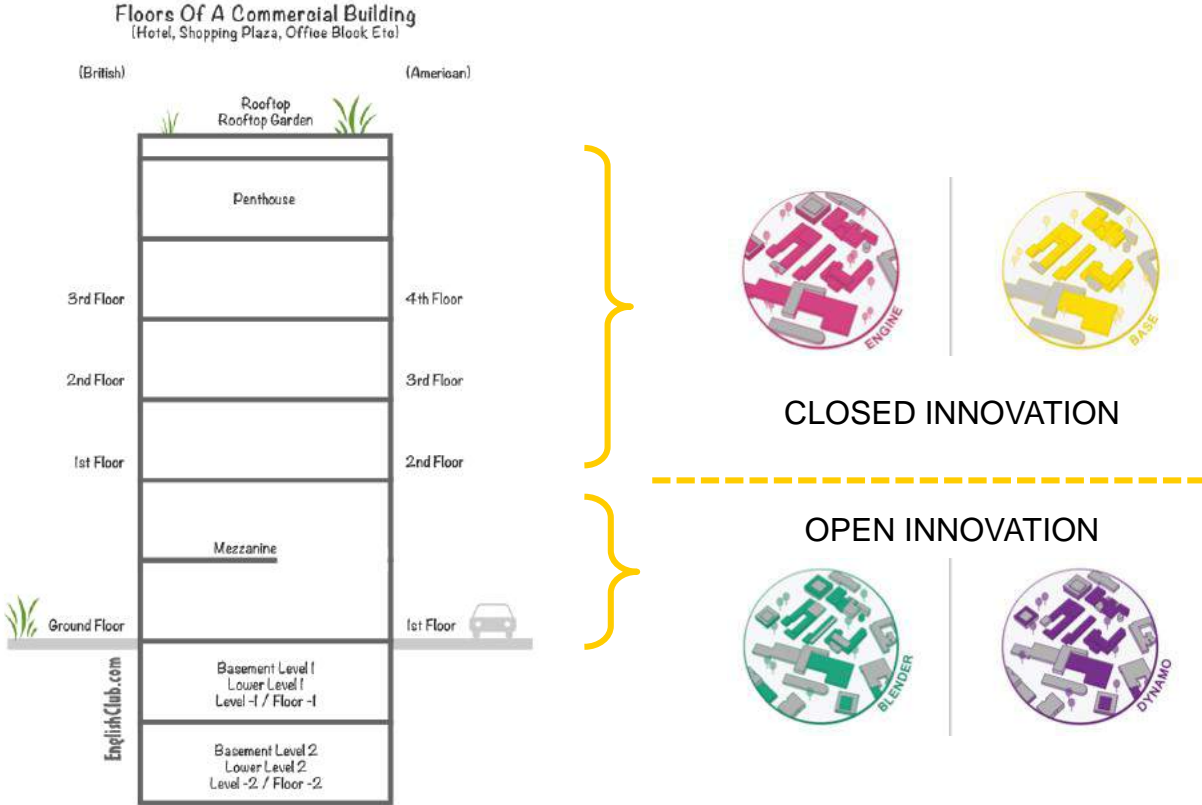 Floors Of A Commercial Building
(Hotel, Shopping Plaza, Office Block Etc)
(British)
(American)
Rooftop
Rooftop Garden
Penthouse
3rd Floor
4th Floor
2nd Floor
3rd Floor
1st Floor
2nd Floor
Mezzanine
Ground Floor
1st Floor
Basement Level 1
Lower Level 1
Level -1 / Floor -1
Basement Level 2
Lower Level 2
Level -2 / Floor -2
EnglishClub.com
ENGINE
BASE
CLOSED INNOVATION
OPEN INNOVATION
BLENDER
DYNAMO